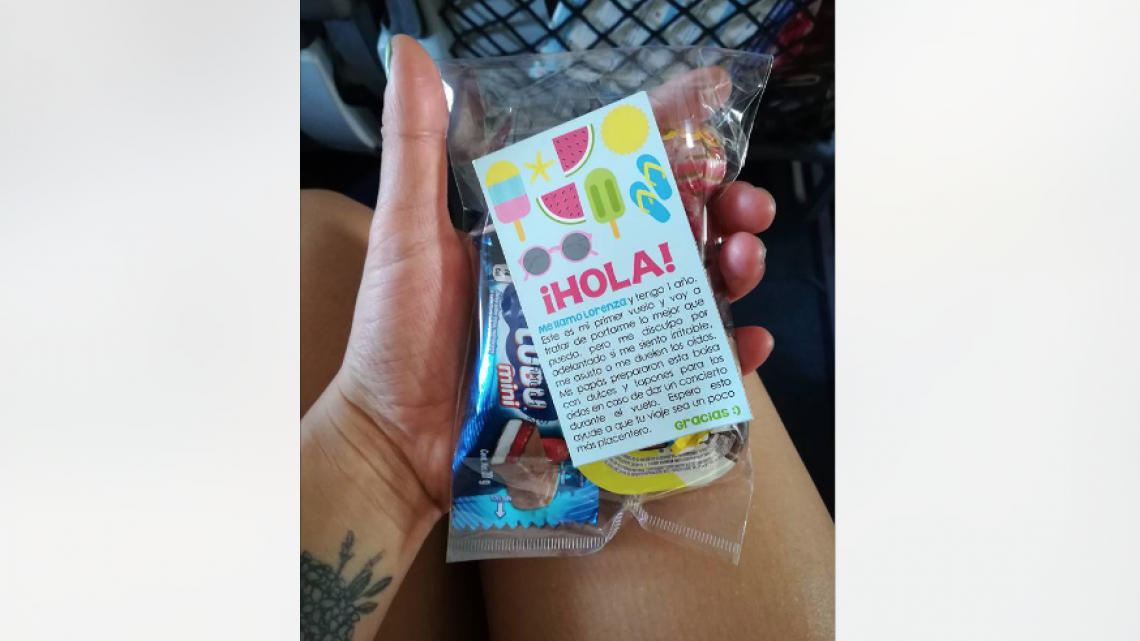 ¡HOLA!
Me llamo Lorenza y tengo 1 año.
Este es mi primer vuelo y voy a
tratar de portarme lo mejor que
pueda, pero me disculpo por
adelantado si me siento irritable,
me asusto o me duelen los oídos.
Mis papás prepararon esta bolsa
con dulces y tapones para los
oídos en caso de dar un concierto
durante el vuelo. Espero esto
ayude a que tu viaje sea un poco
más placentero.
Gracias :)
mini